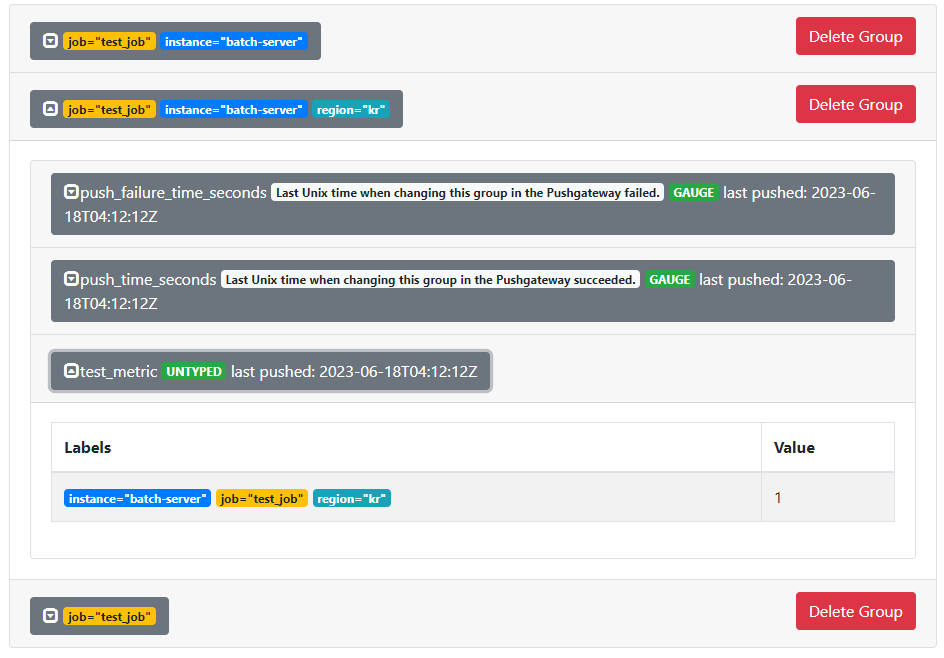 job="test_job" instance="batch-server" Delete Group
job="test_job" instance="batch-server" region="kr" Delete Group
push_failure_time_seconds Last Unix time when changing this group in the Pushgateway failed. GAUGE last pushed: 2023-06-
18T04:12:12Z
push_time_seconds Last Unix time when changing this group in the Pushgateway succeeded. GAUGE last pushed: 2023-06-
18T04:12:12Z
test_metric UNTYPED last pushed: 2023-06-18T04:12:12Z
Labels Value
instance="batch-server" job="test_job" region="kr" 1
job="test_job" Delete Group